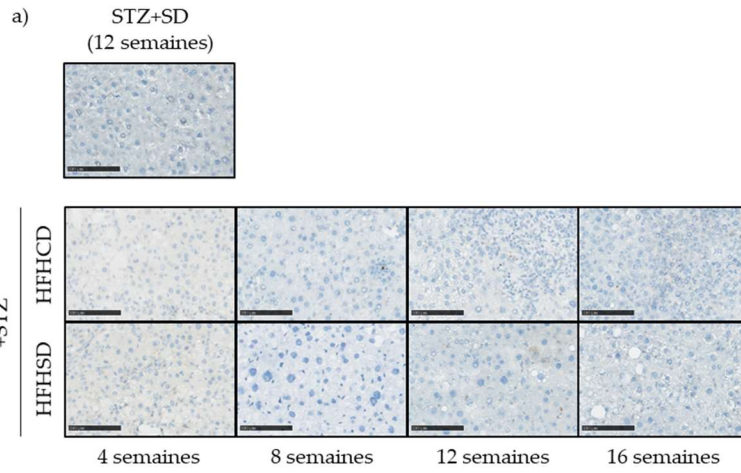 a)
STZ+SD
(12 semaines)
+STZ
HFHCD
HFHSD
4 semaines
8 semaines
12 semaines
16 semaines